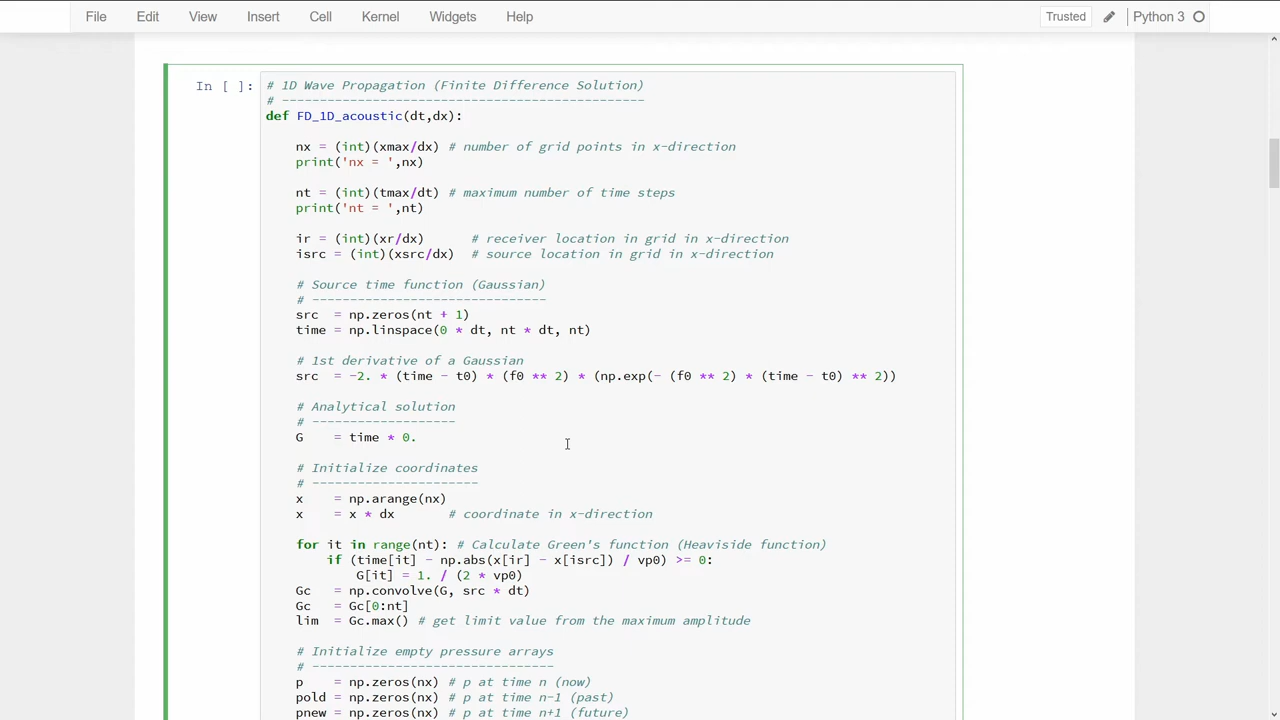 File Edit View Insert Cell Kernel Widgets Help Trusted Python 3
In [ ]: # 1D Wave Propagation (Finite Difference Solution)
# ------------------------------------------------
def FD_1D_acoustic(dt,dx):
nx = (int)(xmax/dx) # number of grid points in x-direction
print('nx = ',nx)
nt = (int)(tmax/dt) # maximum number of time steps
print('nt = ',nt)
ir = (int)(xr/dx)      # receiver location in grid in x-direction
isrc = (int)(xsrc/dx)  # source location in grid in x-direction
# Source time function (Gaussian)
# -------------------------------
src  = np.zeros(nt + 1)
time = np.linspace(0 * dt, nt * dt, nt)
# 1st derivative of a Gaussian
src  = -2. * (time - t0) * (f0 ** 2) * (np.exp(- (f0 ** 2) * (time - t0) ** 2))
# Analytical solution
# -------------------
G    = time * 0.
# Initialize coordinates
# ----------------------
x    = np.arange(nx)
x    = x * dx       # coordinate in x-direction
for it in range(nt): # Calculate Green's function (Heaviside function)
if (time[it] - np.abs(x[ir] - x[isrc]) / vp0) >= 0:
G[it] = 1. / (2 * vp0)
Gc   = np.convolve(G, src * dt)
Gc   = Gc[0:nt]
lim  = Gc.max() # get limit value from the maximum amplitude
# Initialize empty pressure arrays
# --------------------------------
p    = np.zeros(nx) # p at time n (now)
pold = np.zeros(nx) # p at time n-1 (past)
pnew = np.zeros(nx) # p at time n+1 (future)